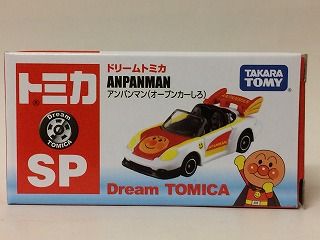 トミカ
Dream
TOMICA
SP
ドリームトミカ
ANPANMAN
アンパンマン(オープンカーしろ)
TAKARA
TOMY
Dream TOMICA